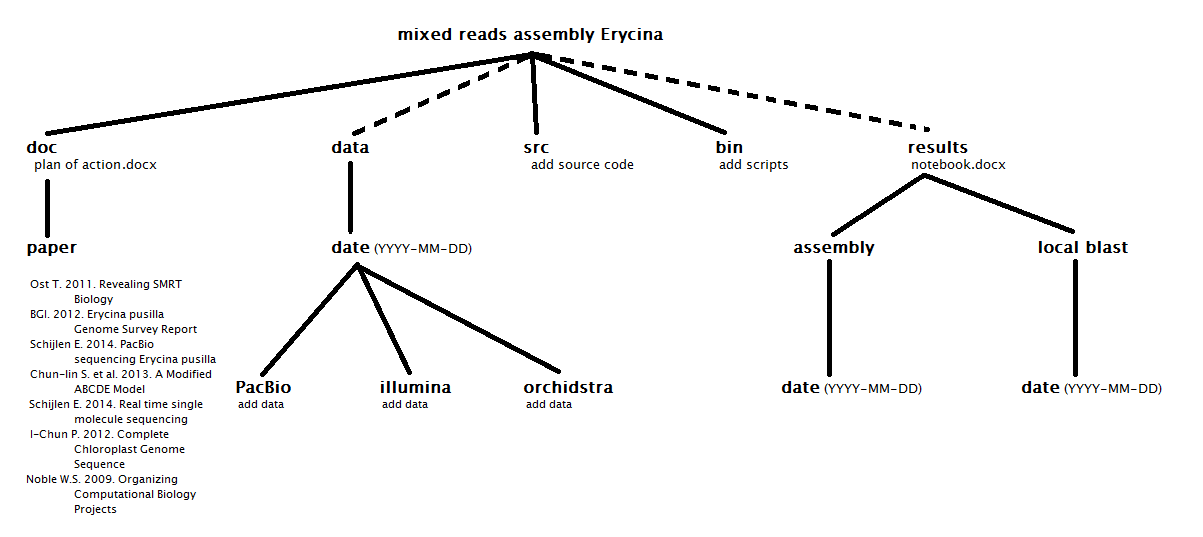 mixed reads assembly Erycina
doc
plan of action.docx
data
src
add source code
bin
add scripts
results
notebook.docx
paper
date (YYYY-MM-DD)
assembly
local blast
Ost T. 2011. Revealing SMRT
Biology
BGI. 2012. Erycina pusilla
Genome Survey Report
Schijlen E. 2014. PacBio
sequencing Erycina pusilla
Chun-lin S. et al. 2013. A Modified
ABCDE Model
Schijlen E. 2014. Real time single
molecule sequencing
I-Chun P. 2012. Complete
Chloroplast Genome
Sequence
Noble W.S. 2009. Organizing
Computational Biology
Projects
PacBio
add data
illumina
add data
orchidstra
add data
date (YYYY-MM-DD)
date (YYYY-MM-DD)